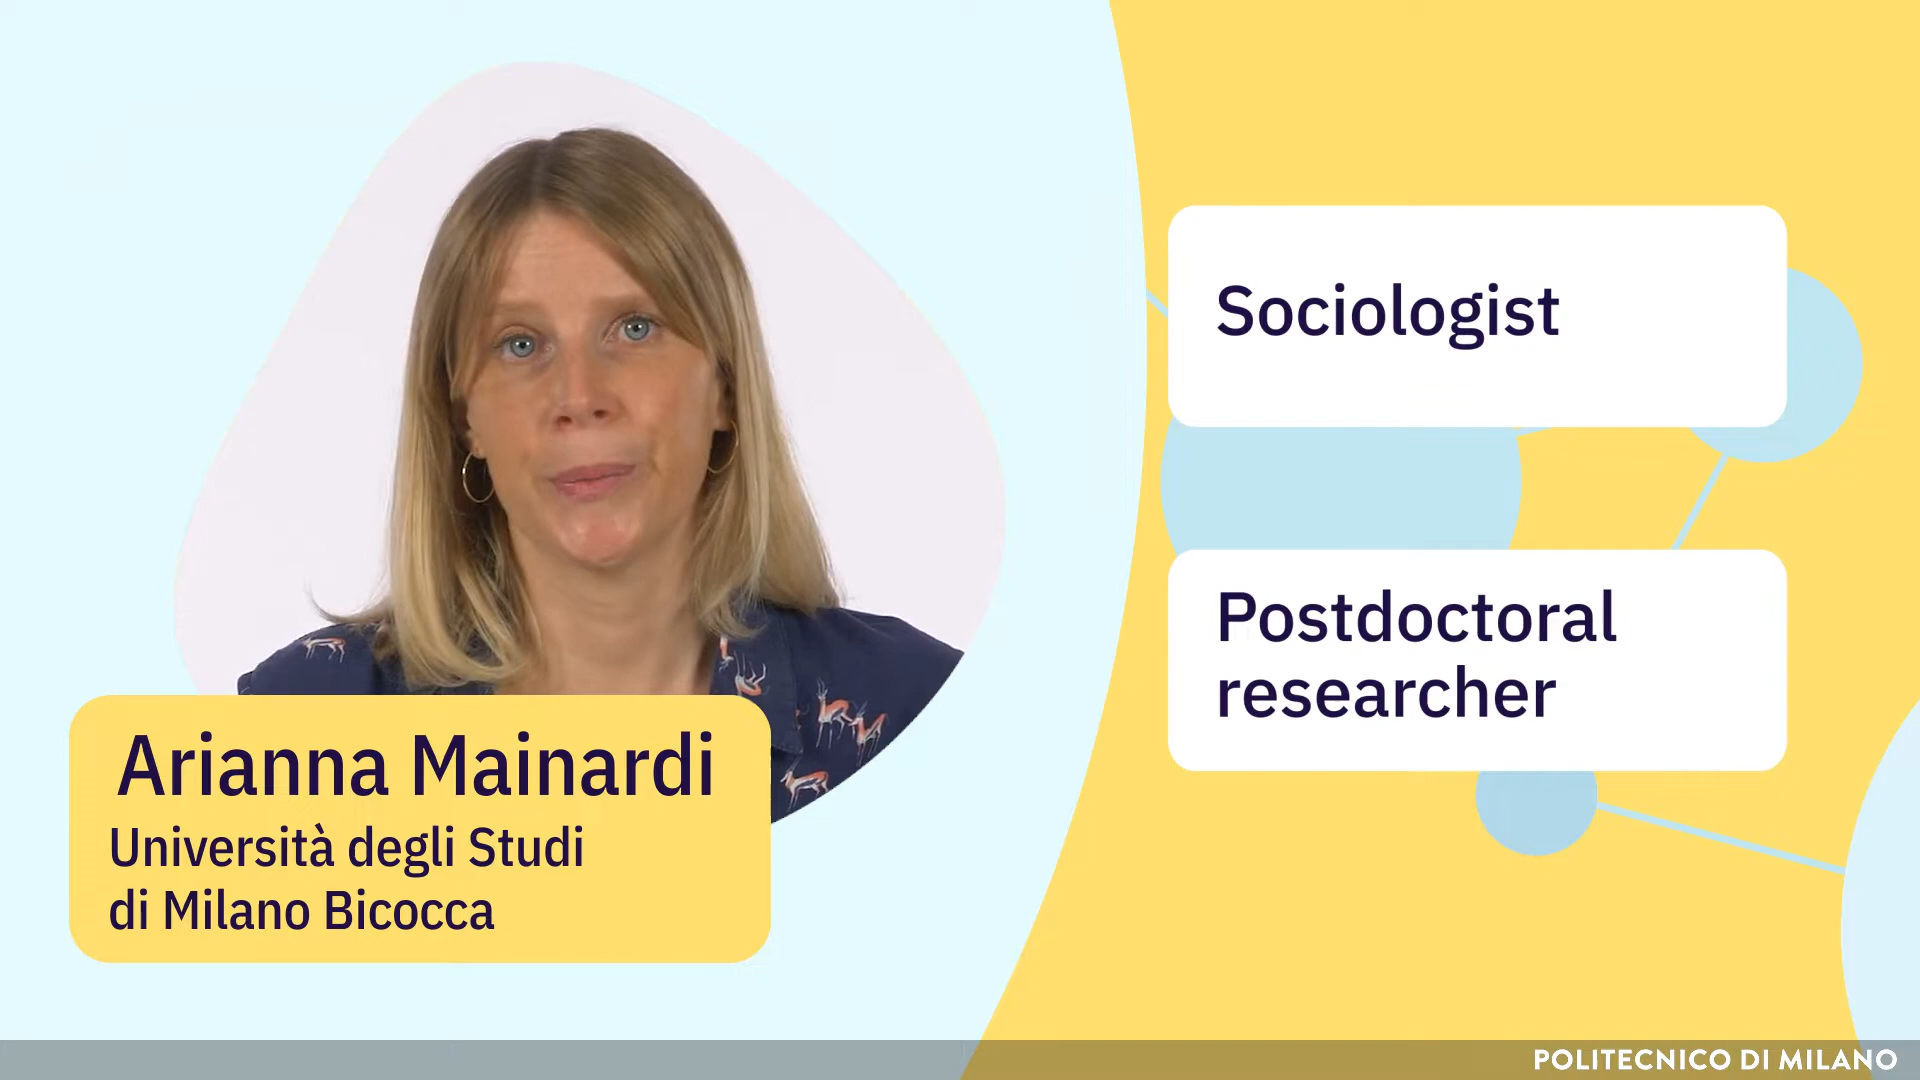 Arianna Mainardi
Università degli Studi
di Milano Bicocca
Sociologist
Postdoctoral
researcher
POLITECNICO DI MILANO